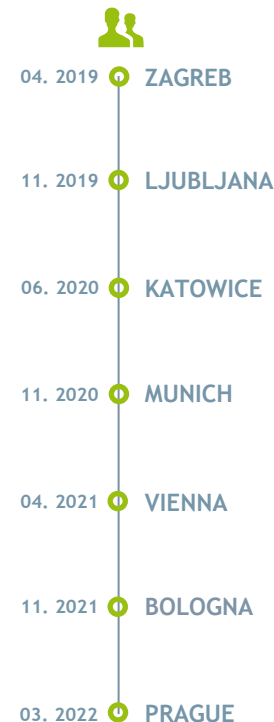 04. 2019 ZAGREB
11. 2019 LJUBLJANA
06. 2020 KATOWICE
11. 2020 MUNICH
04. 2021 VIENNA
11. 2021 BOLOGNA
03. 2022 PRAGUE